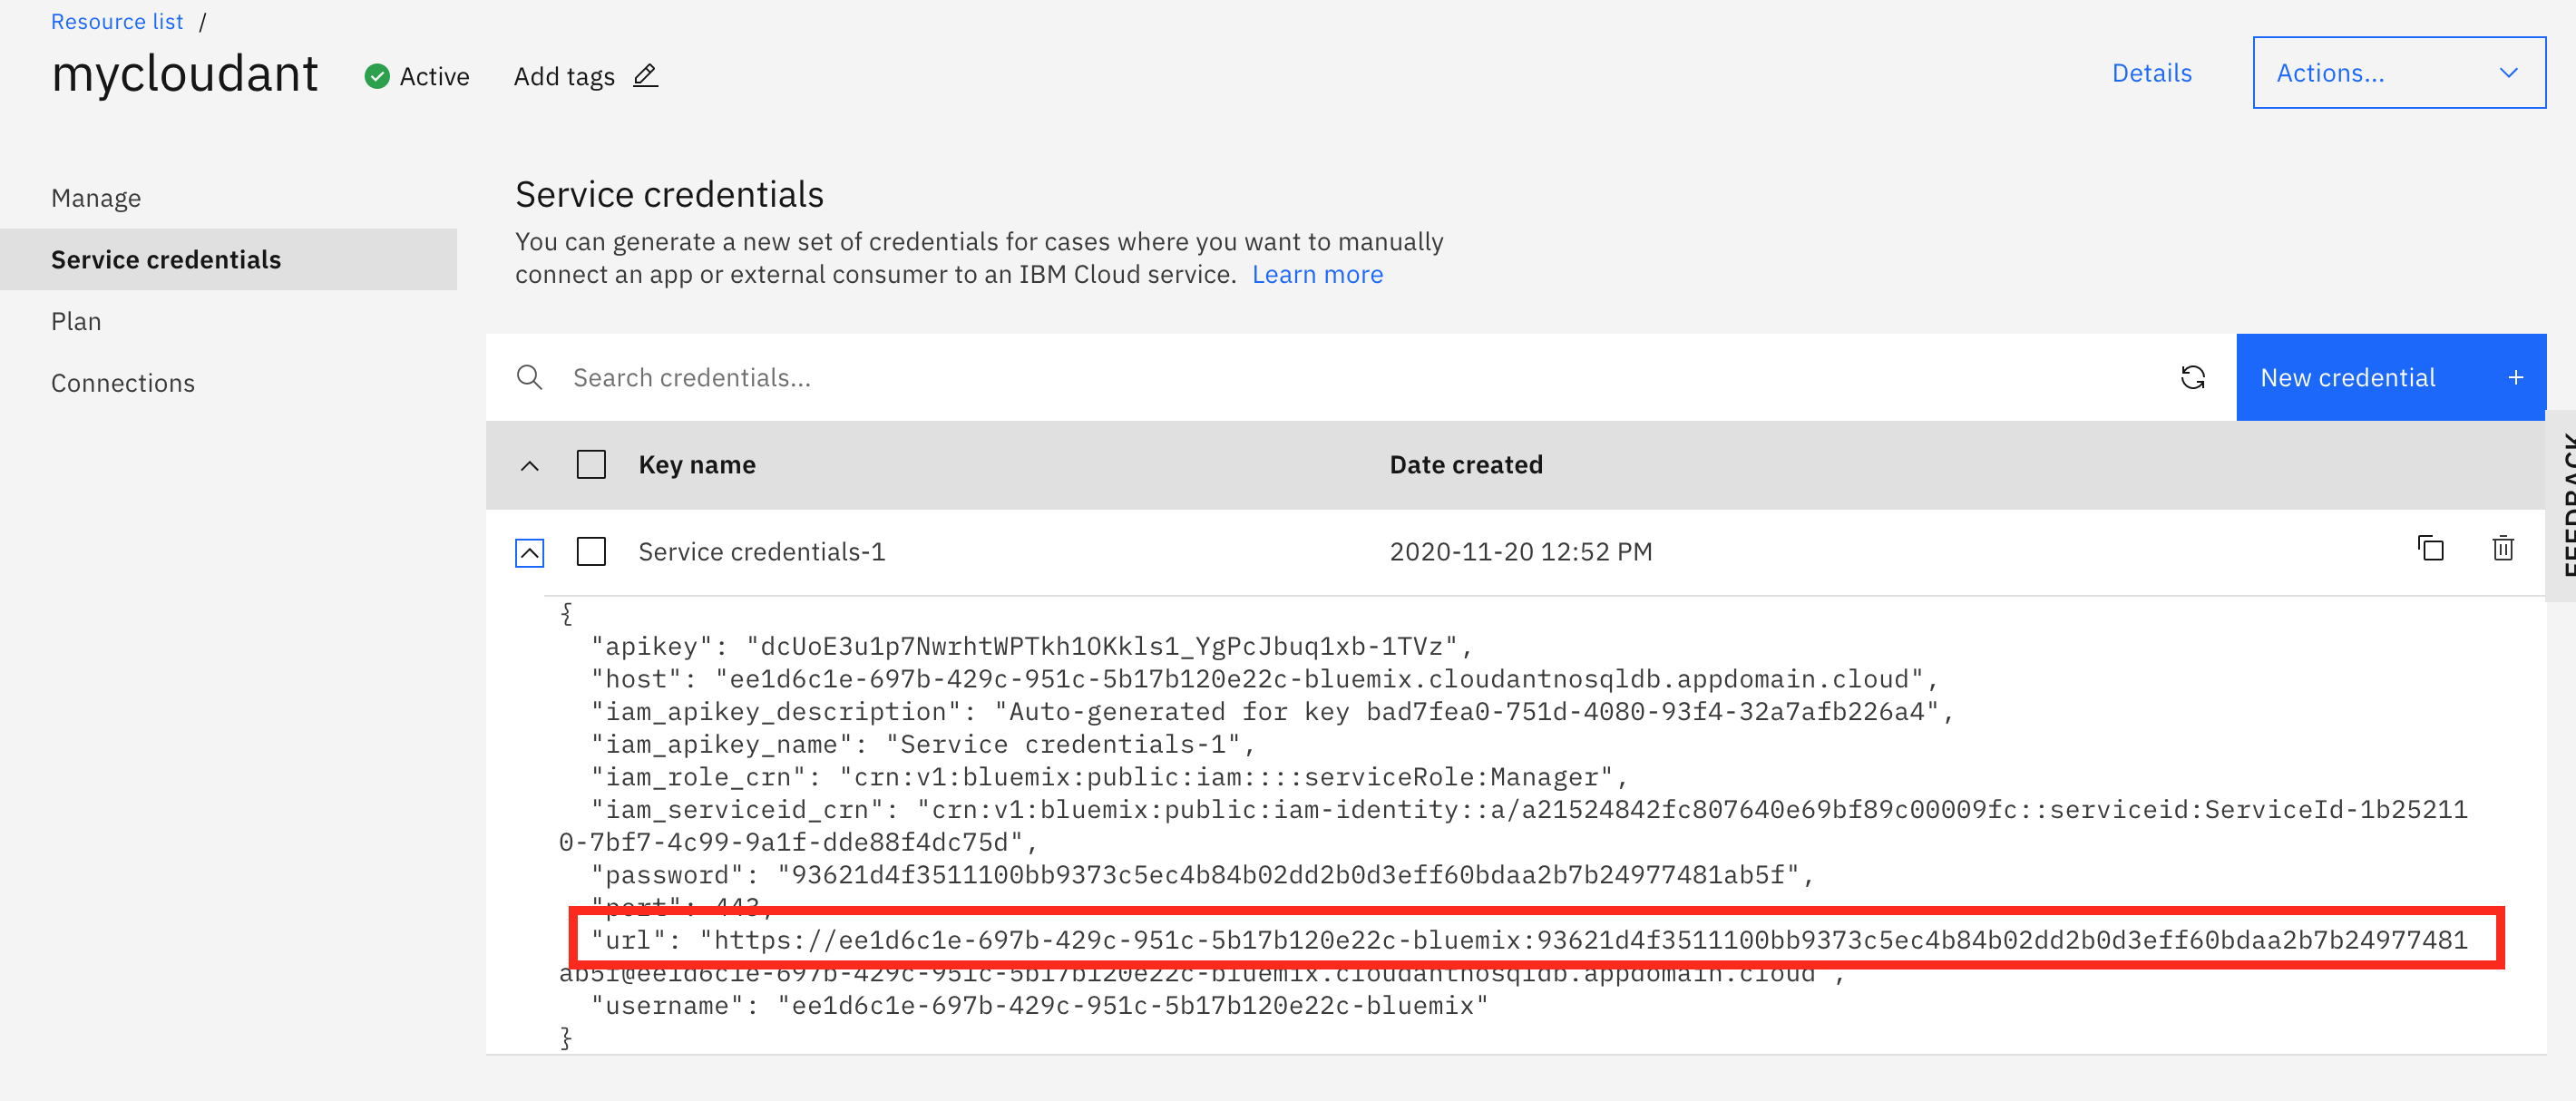 Resource list /
mycloudant
Active
Add tags
Details
Actions...
Manage
Service credentials
Plan
Connections
Service credentials
You can generate a new set of credentials for cases where you want to manually
connect an app or external consumer to an IBM Cloud service. Learn more
Search credentials...
New credential +
FEEDBACK
Key name Date created
Service credentials-1 2020-11-20 12:52 PM
{
"apikey": "dcUoE3u1p7NwrhtWPTkh1OKkls1_YgPcJbuq1xb-1TVz",
"host": "ee1d6c1e-697b-429c-951c-5b17b120e22c-bluemix.cloudantnosqldb.appdomain.cloud",
"iam_apikey_description": "Auto-generated for key bad7fea0-751d-4080-93f4-32a7afb226a4",
"iam_apikey_name": "Service credentials-1",
"iam_role_crn": "crn:v1:bluemix:public:iam::::serviceRole:Manager",
"iam_serviceid_crn": "crn:v1:bluemix:public:iam-identity::a/a21524842fc807640e69bf89c00009fc::serviceid:ServiceId-1b25211
0-7bf7-4c99-9a1f-dde88f4dc75d",
"password": "93621d4f3511100bb9373c5ec4b84b02dd2b0d3eff60bdaa2b7b24977481ab5f",
"port": 443,
"url": "https://ee1d6c1e-697b-429c-951c-5b17b120e22c-bluemix:93621d4f3511100bb9373c5ec4b84b02dd2b0d3eff60bdaa2b7b24977481
ab5f@ee1d6c1e-697b-429c-951c-5b17b120e22c-bluemix.cloudantnosqldb.appdomain.cloud",
"username": "ee1d6c1e-697b-429c-951c-5b17b120e22c-bluemix"
}